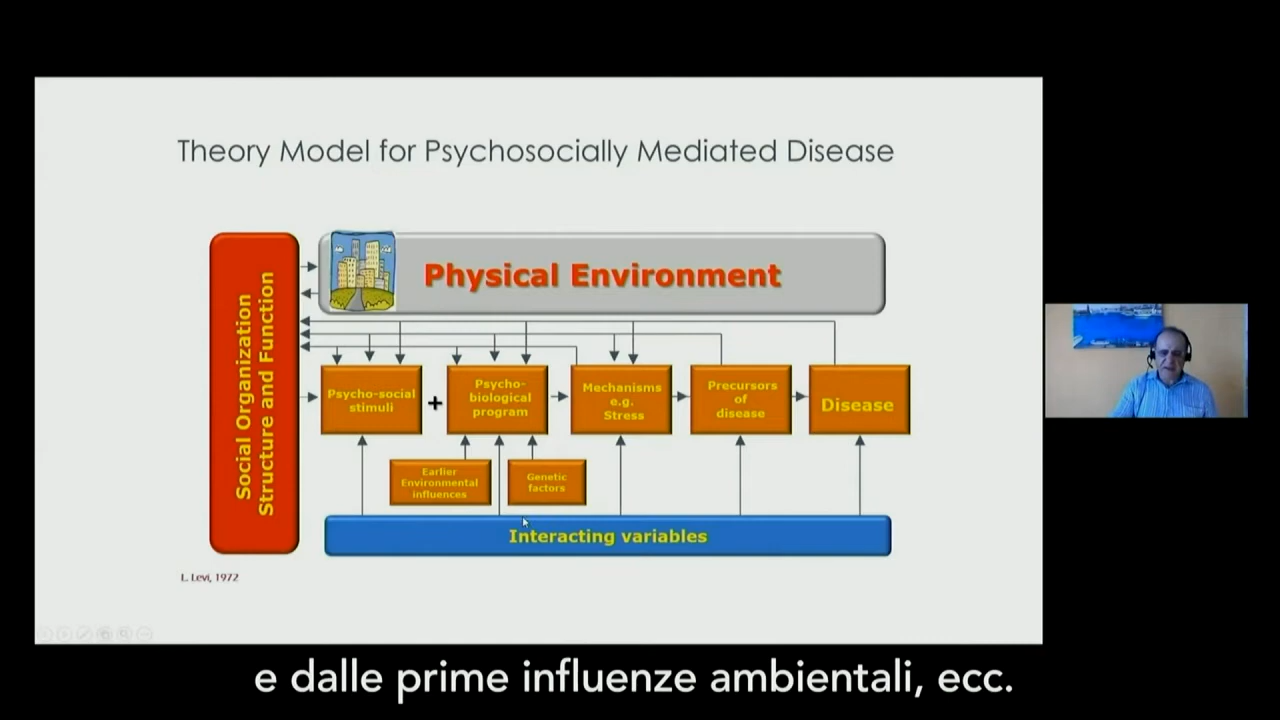 Theory Model for Psychosocially Mediated Disease
Social Organization
Structure and Function
Physical Environment
Psycho-social
stimuli
+
Psycho-
biological
program
Mechanisms
e.g.
Stress
Precursors
of
disease
Disease
Earlier
Environmental
influences
Genetic
factors
Interacting variables
L. Levi, 1972
e dalle prime influenze ambientali, ecc.